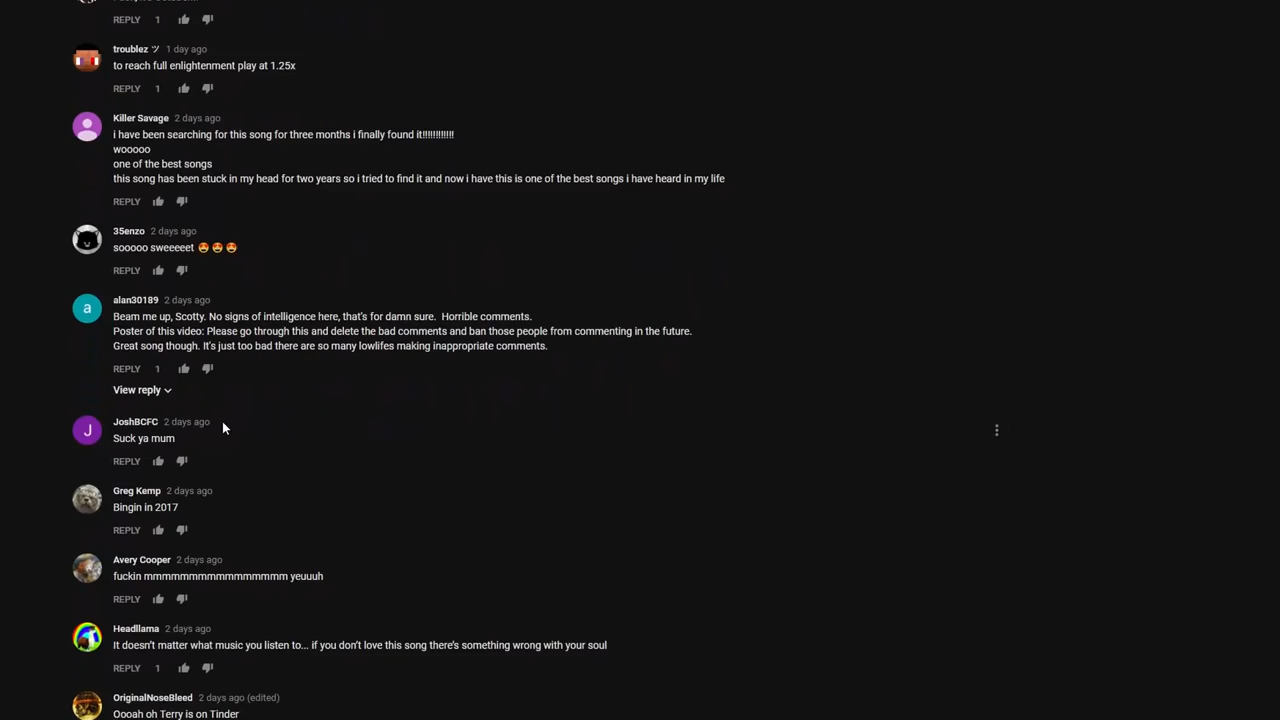 REPLY 1
troublez ツ 1 day ago
to reach full enlightenment play at 1.25x
REPLY 1
Killer Savage 2 days ago
i have been searching for this song for three months i finally found it!!!!!!!!!!!!
wooooo
one of the best songs
this song has been stuck in my head for two years so i tried to find it and now i have this is one of the best songs i have heard in my life
REPLY
35enzo 2 days ago
sooooo sweeeeet 😍 😍 😍
REPLY
a
alan30189 2 days ago
Beam me up, Scotty. No signs of intelligence here, that's for damn sure.  Horrible comments.
Poster of this video: Please go through this and delete the bad comments and ban those people from commenting in the future.
Great song though. It's just too bad there are so many lowlifes making inappropriate comments.
REPLY 1
View reply
J
JoshBCFC 2 days ago
Suck ya mum
REPLY
Greg Kemp 2 days ago
Bingin in 2017
REPLY
Avery Cooper 2 days ago
fuckin mmmmmmmmmmmmmmmmm yeuuuh
REPLY
Headllama 2 days ago
It doesn't matter what music you listen to... if you don't love this song there's something wrong with your soul
REPLY 1
OriginalNoseBleed 2 days ago (edited)
Oooah oh Terry is on Tinder